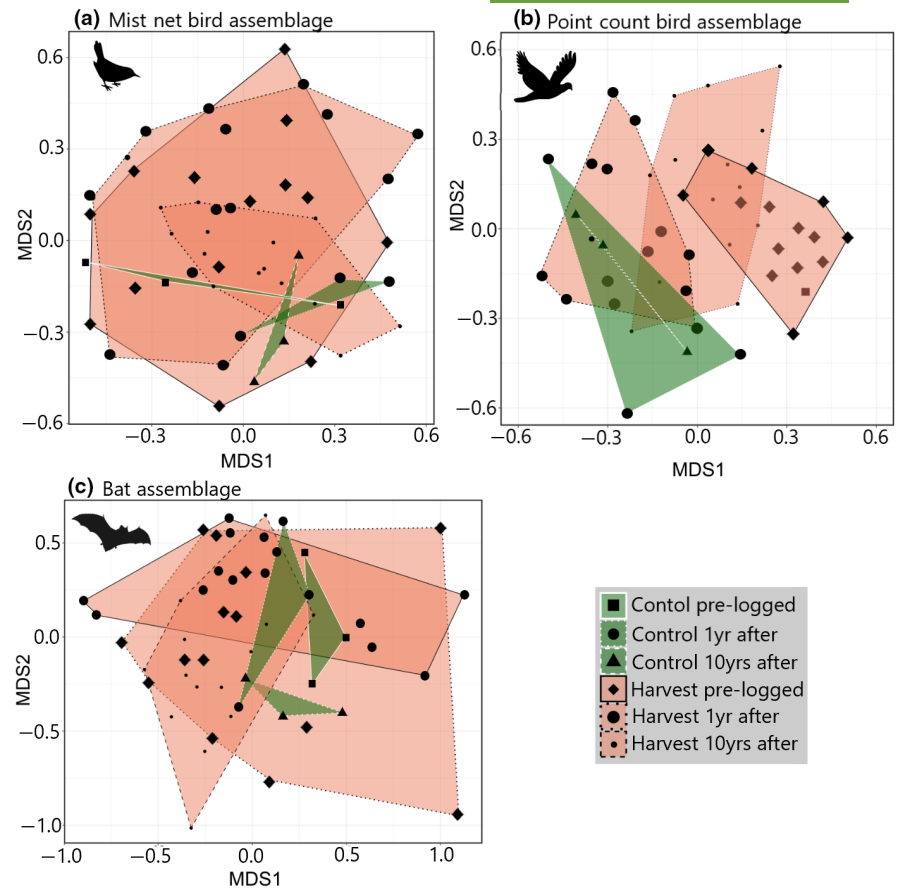 (a) Mist net bird assemblage
0.6
0.3
0.0
−0.3
−0.6
MDS2
−0.3
0.0
0.3
0.6
MDS1
(b) Point count bird assemblage
0.6
0.3
0.0
−0.3
−0.6
MDS2
−0.6
−0.3
0.0
0.3
0.6
MDS1
(c) Bat assemblage
0.5
0.0
−0.5
−1.0
MDS2
−1.0
−0.5
0.0
0.5
1.0
MDS1
Contol pre-logged
Control 1yr after
Control 10yrs after
Harvest pre-logged
Harvest 1yr after
Harvest 10yrs after